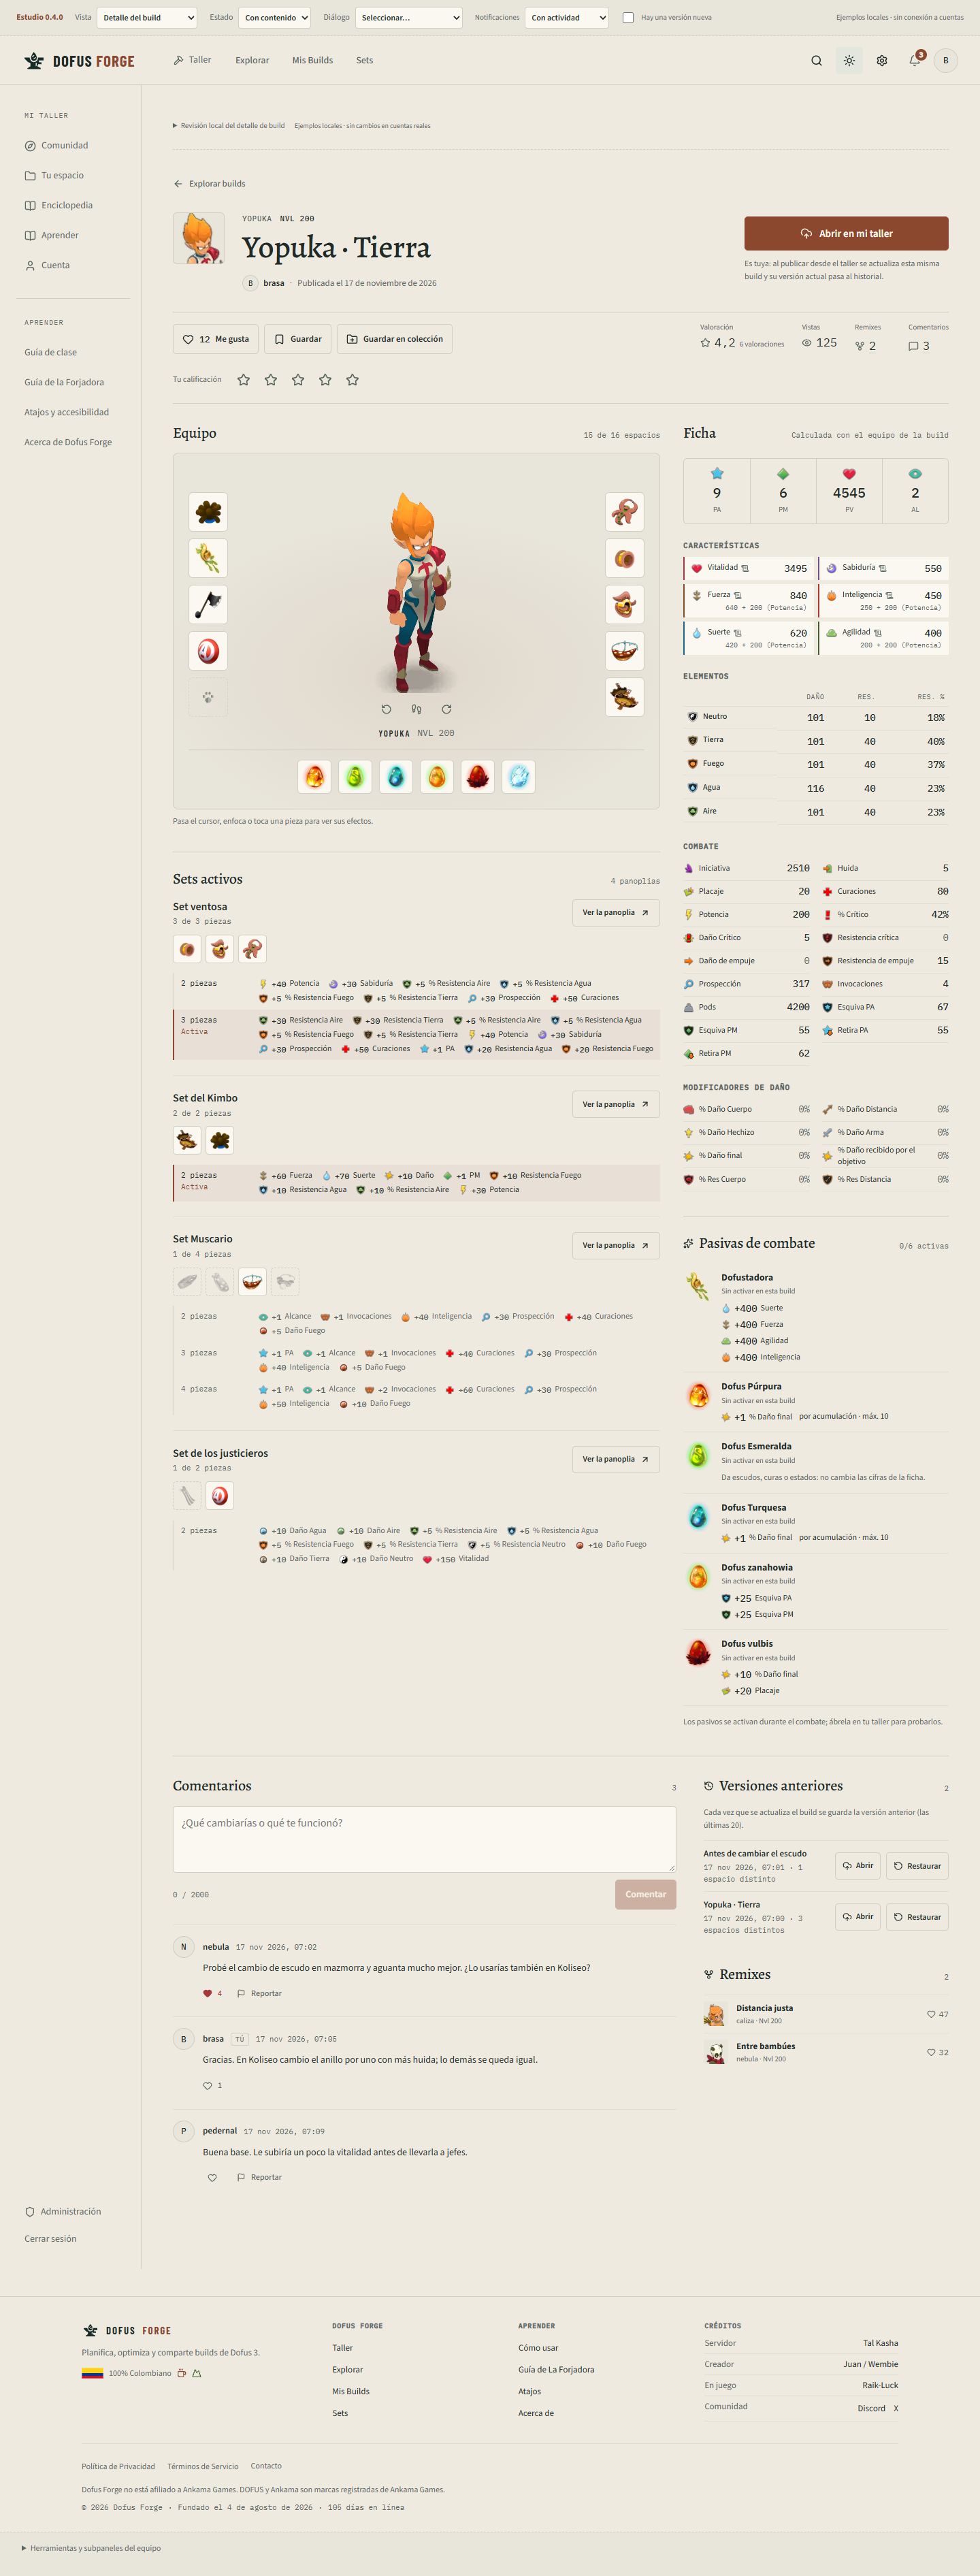 Estudio 0.4.0 Vista Detalle del build Estado Con contenido Diálogo Seleccionar... Notificaciones Con actividad Hay una versión nueva Ejemplos locales · sin conexión a cuentas
DOFUS FORGE Taller Explorar Mis Builds Sets 3 B
MI TALLER
Comunidad
Tu espacio
Enciclopedia
Aprender
Cuenta
APRENDER
Guía de clase
Guía de la Forjadora
Atajos y accesibilidad
Acerca de Dofus Forge
Administración
Cerrar sesión
Revisión local del detalle de build Ejemplos locales · sin cambios en cuentas reales
Explorar builds
YOPUKA NVL 200
Yopuka · Tierra
B brasa · Publicada el 17 de noviembre de 2026
Abrir en mi taller
Es tuya: al publicar desde el taller se actualiza esta misma
build y su versión actual pasa al historial.
12 Me gusta Guardar Guardar en colección
Valoración Vistas Remixes Comentarios
4,2 6 valoraciones 125 2 3
Tu calificación
Equipo 15 de 16 espacios
YOPUKA NVL 200
Pasa el cursor, enfoca o toca una pieza para ver sus efectos.
Sets activos 4 panoplias
Set ventosa Ver la panoplia
3 de 3 piezas
2 piezas +40 Potencia +30 Sabiduría +5 % Resistencia Aire +5 % Resistencia Agua
+5 % Resistencia Fuego +5 % Resistencia Tierra +30 Prospección +50 Curaciones
3 piezas +30 Resistencia Aire +30 Resistencia Tierra +5 % Resistencia Aire +5 % Resistencia Agua
Activa +5 % Resistencia Fuego +5 % Resistencia Tierra +40 Potencia +30 Sabiduría
+30 Prospección +50 Curaciones +1 PA +20 Resistencia Agua +20 Resistencia Fuego
Set del Kimbo Ver la panoplia
2 de 2 piezas
2 piezas +60 Fuerza +70 Suerte +10 Daño +1 PM +10 Resistencia Fuego
Activa +10 Resistencia Agua +10 % Resistencia Aire +30 Potencia
Set Muscario Ver la panoplia
1 de 4 piezas
2 piezas +1 Alcance +1 Invocaciones +40 Inteligencia +30 Prospección +40 Curaciones
+5 Daño Fuego
3 piezas +1 PA +1 Alcance +1 Invocaciones +40 Curaciones +30 Prospección
+40 Inteligencia +5 Daño Fuego
4 piezas +1 PA +1 Alcance +2 Invocaciones +60 Curaciones +30 Prospección
+50 Inteligencia +10 Daño Fuego
Set de los justicieros Ver la panoplia
1 de 2 piezas
2 piezas +10 Daño Agua +10 Daño Aire +5 % Resistencia Aire +5 % Resistencia Agua
+5 % Resistencia Fuego +5 % Resistencia Tierra +5 % Resistencia Neutro +10 Daño Fuego
+10 Daño Tierra +10 Daño Neutro +150 Vitalidad
Ficha Calculada con el equipo de la build
9 6 4545 2
PA PM PV AL
CARACTERÍSTICAS
Vitalidad 3495 Sabiduría 550
Fuerza 840 Inteligencia 450
640 + 200 (Potencia) 250 + 200 (Potencia)
Suerte 620 Agilidad 400
420 + 200 (Potencia) 200 + 200 (Potencia)
ELEMENTOS
DAÑO RES. RES. %
Neutro 101 10 18%
Tierra 101 40 40%
Fuego 101 40 37%
Agua 116 40 23%
Aire 101 40 23%
COMBATE
Iniciativa 2510 Huida 5
Placaje 20 Curaciones 80
Potencia 200 % Crítico 42%
Daño Crítico 5 Resistencia crítica 0
Daño de empuje 0 Resistencia de empuje 15
Prospección 317 Invocaciones 4
Pods 4200 Esquiva PA 67
Esquiva PM 55 Retira PA 55
Retira PM 62
MODIFICADORES DE DAÑO
% Daño Cuerpo 0% % Daño Distancia 0%
% Daño Hechizo 0% % Daño Arma 0%
% Daño final 0% % Daño recibido por el objetivo 0%
% Res Cuerpo 0% % Res Distancia 0%
Pasivas de combate 0/6 activas
Dofustadora
Sin activar en esta build
+400 Suerte
+400 Fuerza
+400 Agilidad
+400 Inteligencia
Dofus Púrpura
Sin activar en esta build
+1 % Daño final por acumulación · máx. 10
Dofus Esmeralda
Sin activar en esta build
Da escudos, curas o estados: no cambia las cifras de la ficha.
Dofus Turquesa
Sin activar en esta build
+1 % Daño final por acumulación · máx. 10
Dofus zanahowia
Sin activar en esta build
+25 Esquiva PA
+25 Esquiva PM
Dofus vulbis
Sin activar en esta build
+10 % Daño final
+20 Placaje
Los pasivos se activan durante el combate; ábrela en tu taller para probarlos.
Comentarios 3
¿Qué cambiarías o qué te funcionó?
0 / 2000 Comentar
N nebula 17 nov 2026, 07:02
Probé el cambio de escudo en mazmorra y aguanta mucho mejor. ¿Lo usarías también en Koliseo?
4 Reportar
B brasa TÚ 17 nov 2026, 07:05
Gracias. En Koliseo cambio el anillo por uno con más huida; lo demás se queda igual.
1
P pedernal 17 nov 2026, 07:09
Buena base. Le subiría un poco la vitalidad antes de llevarla a jefes.
Reportar
Versiones anteriores 2
Cada vez que se actualiza el build se guarda la versión anterior (las
últimas 20).
Antes de cambiar el escudo
17 nov 2026, 07:01 · 1
espacio distinto
Abrir Restaurar
Yopuka · Tierra
17 nov 2026, 07:00 · 3
espacios distintos
Abrir Restaurar
Remixes 2
Distancia justa 47
caliza · Nvl 200
Entre bambúes 32
nebula · Nvl 200
DOFUS FORGE
Planifica, optimiza y comparte builds de Dofus 3.
100% Colombiano
DOFUS FORGE
Taller
Explorar
Mis Builds
Sets
APRENDER
Cómo usar
Guía de La Forjadora
Atajos
Acerca de
CRÉDITOS
Servidor Tal Kasha
Creador Juan / Wembie
En juego Raik-Luck
Comunidad Discord X
Política de Privacidad Términos de Servicio Contacto
Dofus Forge no está afiliado a Ankama Games. DOFUS y Ankama son marcas registradas de Ankama Games.
© 2026 Dofus Forge · Fundado el 4 de agosto de 2026 · 105 días en línea
Herramientas y subpaneles del equipo